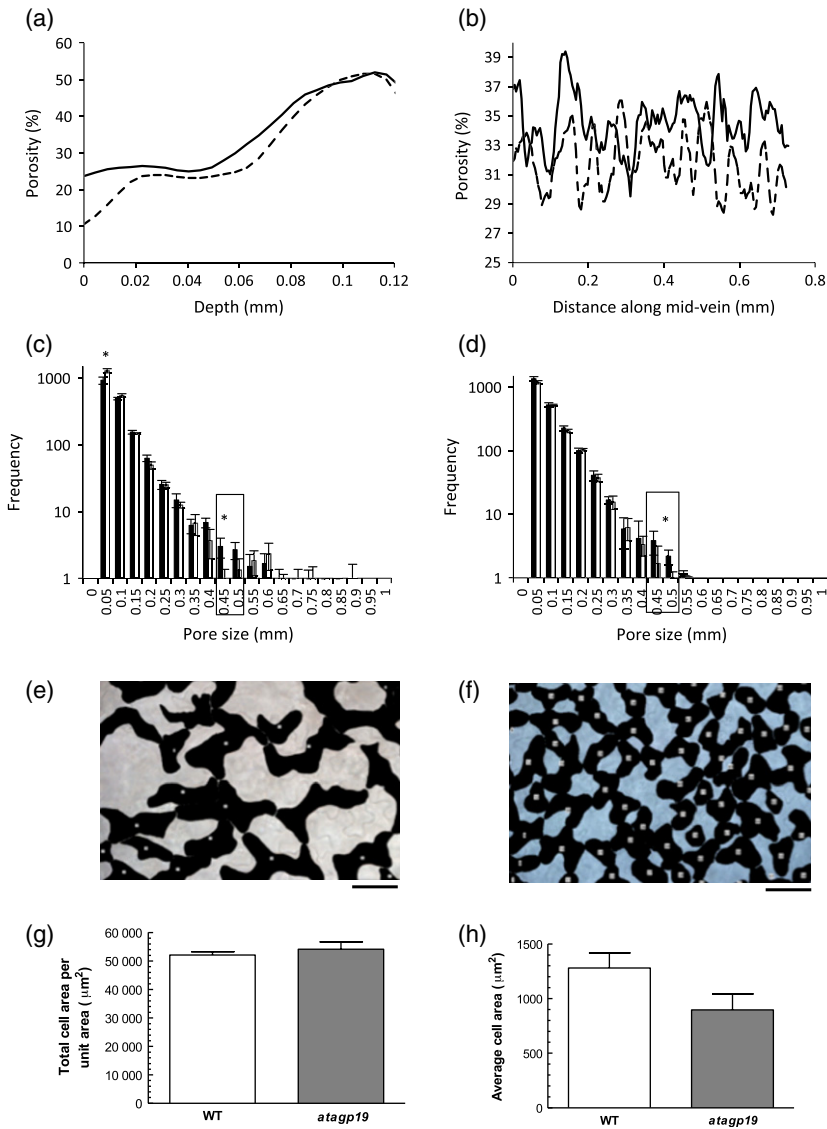 (a)
60
50
40
30
20
10
0
Porosity (%)
0 0.02 0.04 0.06 0.08 0.1 0.12
Depth (mm)
(b)
39
37
35
33
31
29
27
25
Porosity (%)
0 0.2 0.4 0.6 0.8
Distance along mid-vein (mm)
(c)
*
1000
100
10
1
Frequency
*
0 0.05 0.1 0.15 0.2 0.25 0.3 0.35 0.4 0.45 0.5 0.55 0.6 0.65 0.7 0.75 0.8 0.85 0.9 0.95 1
Pore size (mm)
(d)
1000
100
10
1
Frequency
*
0 0.05 0.1 0.15 0.2 0.25 0.3 0.35 0.4 0.45 0.5 0.55 0.6 0.65 0.7 0.75 0.8 0.85 0.9 0.95 1
Pore size (mm)
(e)
(f)
(g)
60 000
50 000
40 000
30 000
20 000
10 000
0
Total cell area per
unit area (µm²)
WT atagp19
(h)
1500
1000
500
0
Average cell area (µm²)
WT atagp19